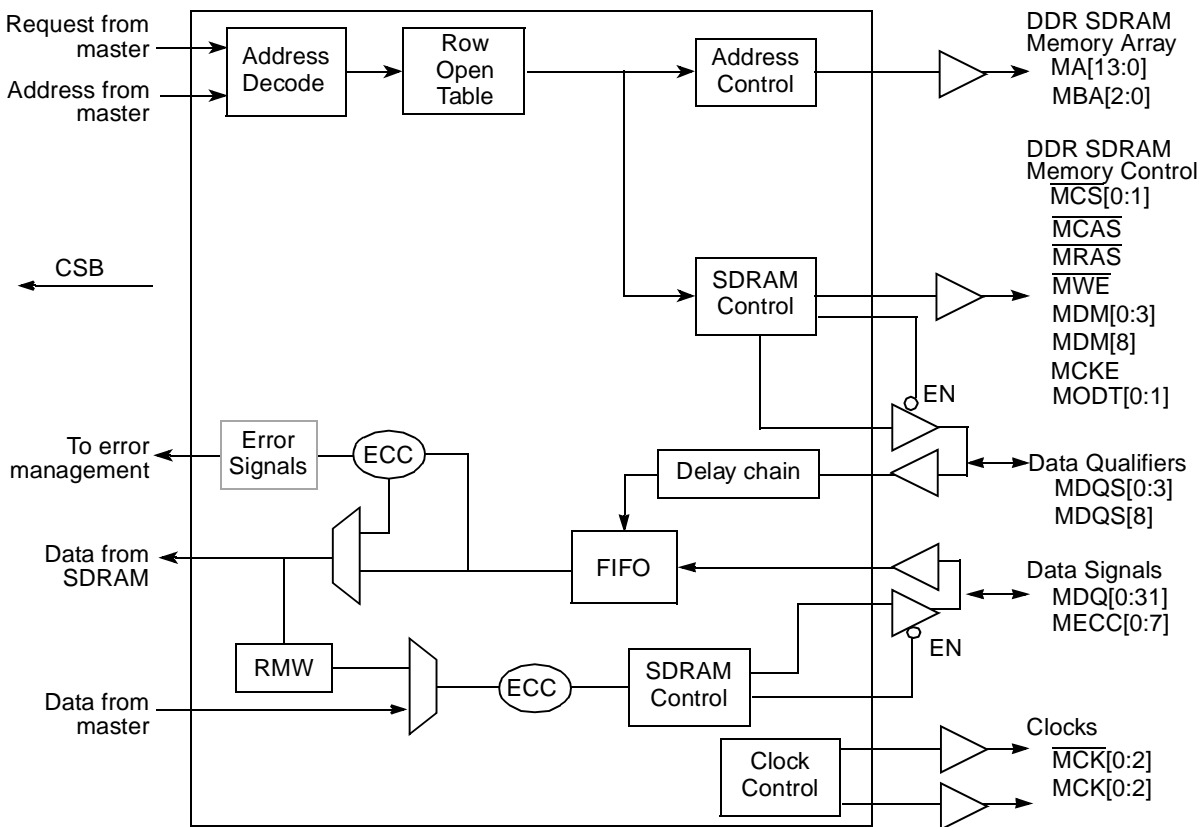 Request from
master
Address from
master
Address
Decode
Row
Open
Table
Address
Control
DDR SDRAM
Memory Array
MA[13:0]
MBA[2:0]
DDR SDRAM
Memory Control
MCS[0:1]
MCAS
MRAS
MWE
MDM[0:3]
MDM[8]
MCKE
MODT[0:1]
CSB
SDRAM
Control
EN
To error
management
Error
Signals
ECC
Delay chain
Data Qualifiers
MDQS[0:3]
MDQS[8]
Data from
SDRAM
FIFO
Data Signals
MDQ[0:31]
MECC[0:7]
EN
RMW
ECC
SDRAM
Control
Data from
master
Clock
Control
Clocks
MCK[0:2]
MCK[0:2]